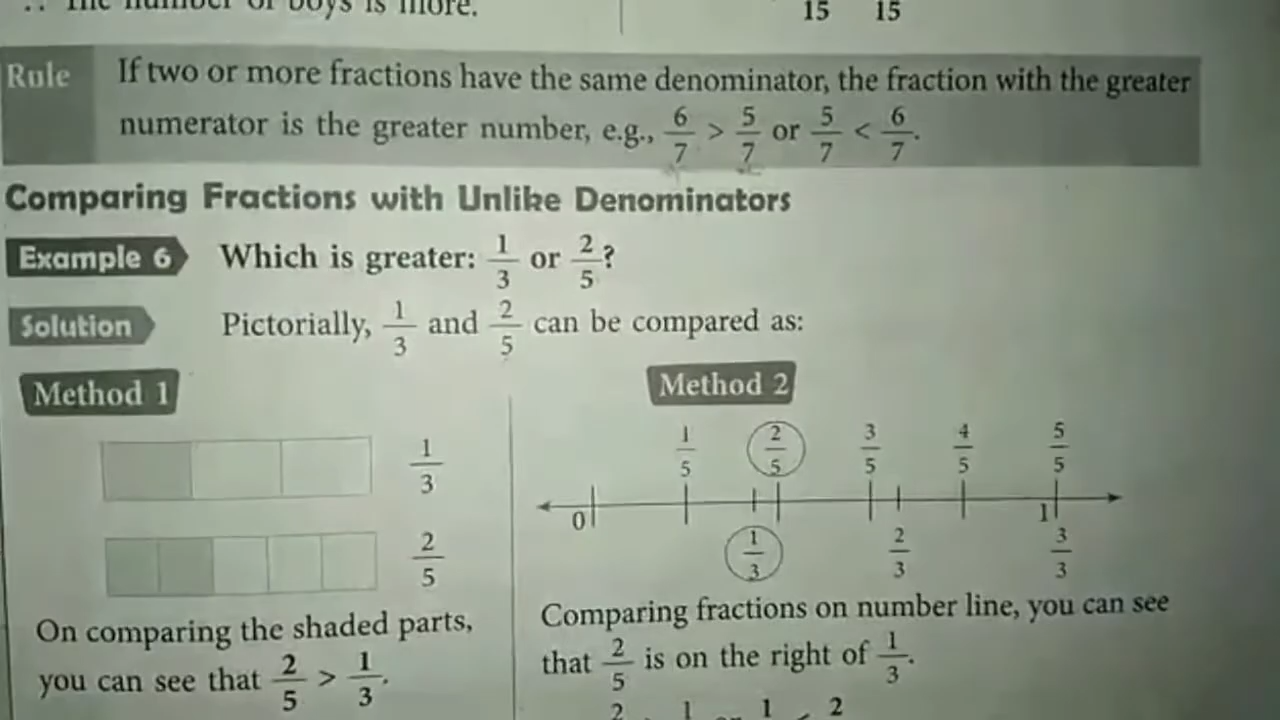 ∴ The number of boys is more.
15 15
Rule If two or more fractions have the same denominator, the fraction with the greater
numerator is the greater number, e.g., 6/7 > 5/7 or 5/7 < 6/7.
Comparing Fractions with Unlike Denominators
Example 6 Which is greater: 1/3 or 2/5?
Solution Pictorially, 1/3 and 2/5 can be compared as:
Method 1
1/3
2/5
On comparing the shaded parts,
you can see that 2/5 > 1/3.
Method 2
1/5 2/5 3/5 4/5 5/5
0 1
1/3 2/3 3/3
Comparing fractions on number line, you can see
that 2/5 is on the right of 1/3.
2 1 1 2